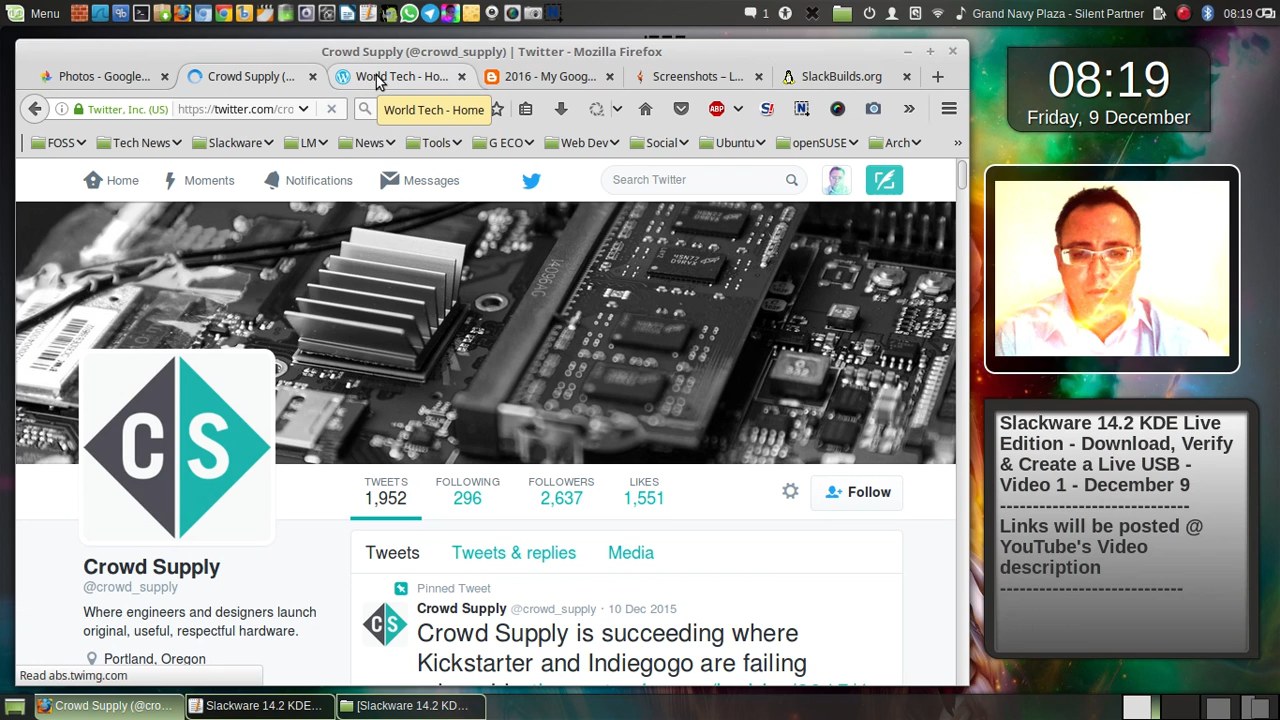 Menu
1
Grand Navy Plaza - Silent Partner
08:19
Crowd Supply (@crowd_supply) | Twitter - Mozilla Firefox
Photos - Google...
Crowd Supply (...
World Tech - Ho...
2016 - My Goog...
Screenshots – L...
SlackBuilds.org
Twitter, Inc. (US)
https://twitter.com/cro
World Tech - Home
ABP
FOSS
Tech News
Slackware
LM
News
Tools
G ECO
Web Dev
Social
Ubuntu
openSUSE
Arch
Home
Moments
Notifications
Messages
Search Twitter
CS
TWEETS
1,952
FOLLOWING
296
FOLLOWERS
2,637
LIKES
1,551
Follow
Crowd Supply
@crowd_supply
Where engineers and designers launch
original, useful, respectful hardware.
Portland, Oregon
Tweets
Tweets & replies
Media
Pinned Tweet
CS
Crowd Supply @crowd_supply · 10 Dec 2015
Crowd Supply is succeeding where
Kickstarter and Indiegogo are failing
Read abs.twimg.com
08:19
Friday, 9 December
Slackware 14.2 KDE Live
Edition - Download, Verify
& Create a Live USB -
Video 1 - December 9
---------------------------
Links will be posted @
YouTube's Video
description
--------------------------
Crowd Supply (@cro...
Slackware 14.2 KDE...
[Slackware 14.2 KD...